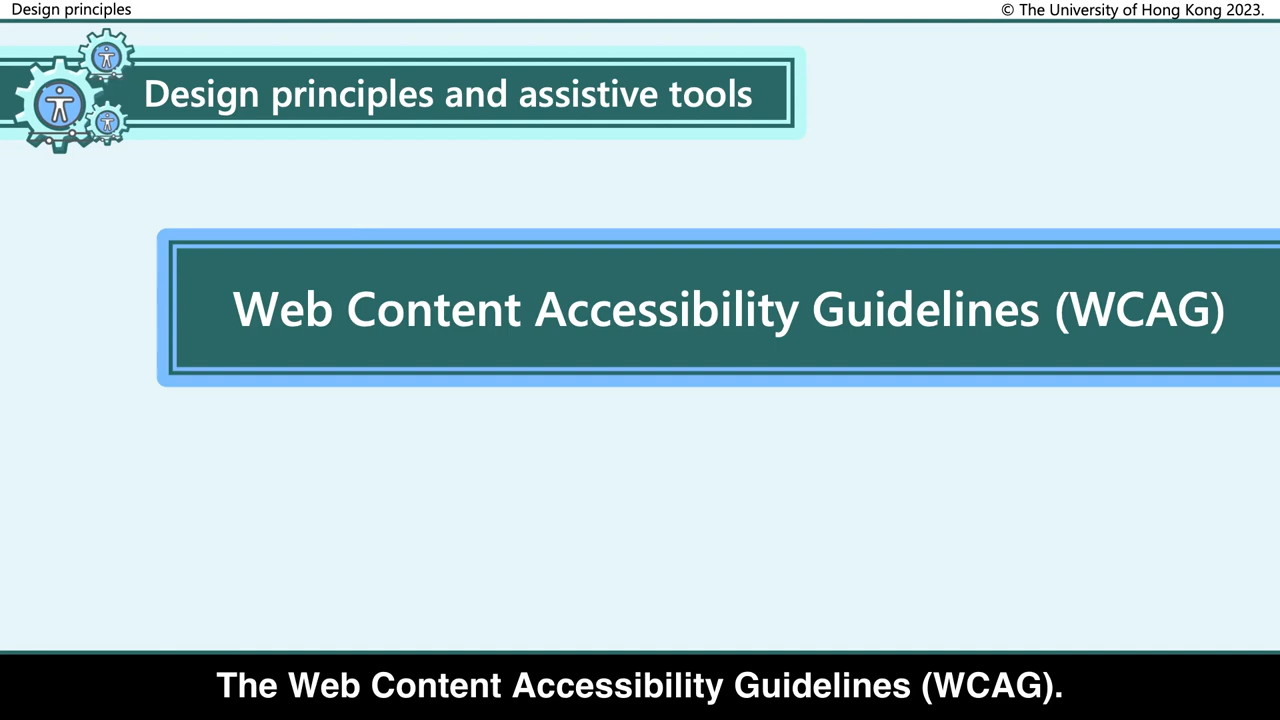 Design principles
© The University of Hong Kong 2023.
Design principles and assistive tools
Web Content Accessibility Guidelines (WCAG)
The Web Content Accessibility Guidelines (WCAG).